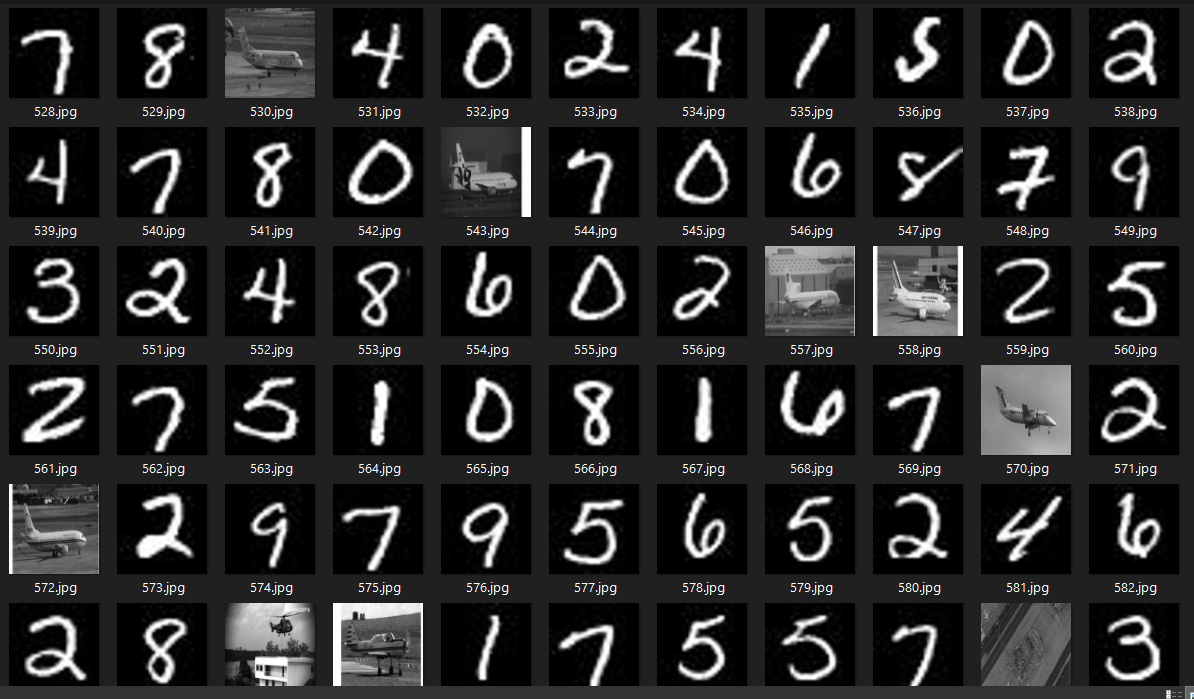 7 8 4 0 2 4 1 5 0 2
528.jpg 529.jpg 530.jpg 531.jpg 532.jpg 533.jpg 534.jpg 535.jpg 536.jpg 537.jpg 538.jpg
4 7 8 0 7 0 6 8 7 9
539.jpg 540.jpg 541.jpg 542.jpg 543.jpg 544.jpg 545.jpg 546.jpg 547.jpg 548.jpg 549.jpg
3 2 4 8 6 0 2 2 5
550.jpg 551.jpg 552.jpg 553.jpg 554.jpg 555.jpg 556.jpg 557.jpg 558.jpg 559.jpg 560.jpg
2 7 5 1 0 8 1 6 7 2
561.jpg 562.jpg 563.jpg 564.jpg 565.jpg 566.jpg 567.jpg 568.jpg 569.jpg 570.jpg 571.jpg
2 9 7 9 5 6 5 2 4 6
572.jpg 573.jpg 574.jpg 575.jpg 576.jpg 577.jpg 578.jpg 579.jpg 580.jpg 581.jpg 582.jpg
2 8 1 7 5 5 7 3